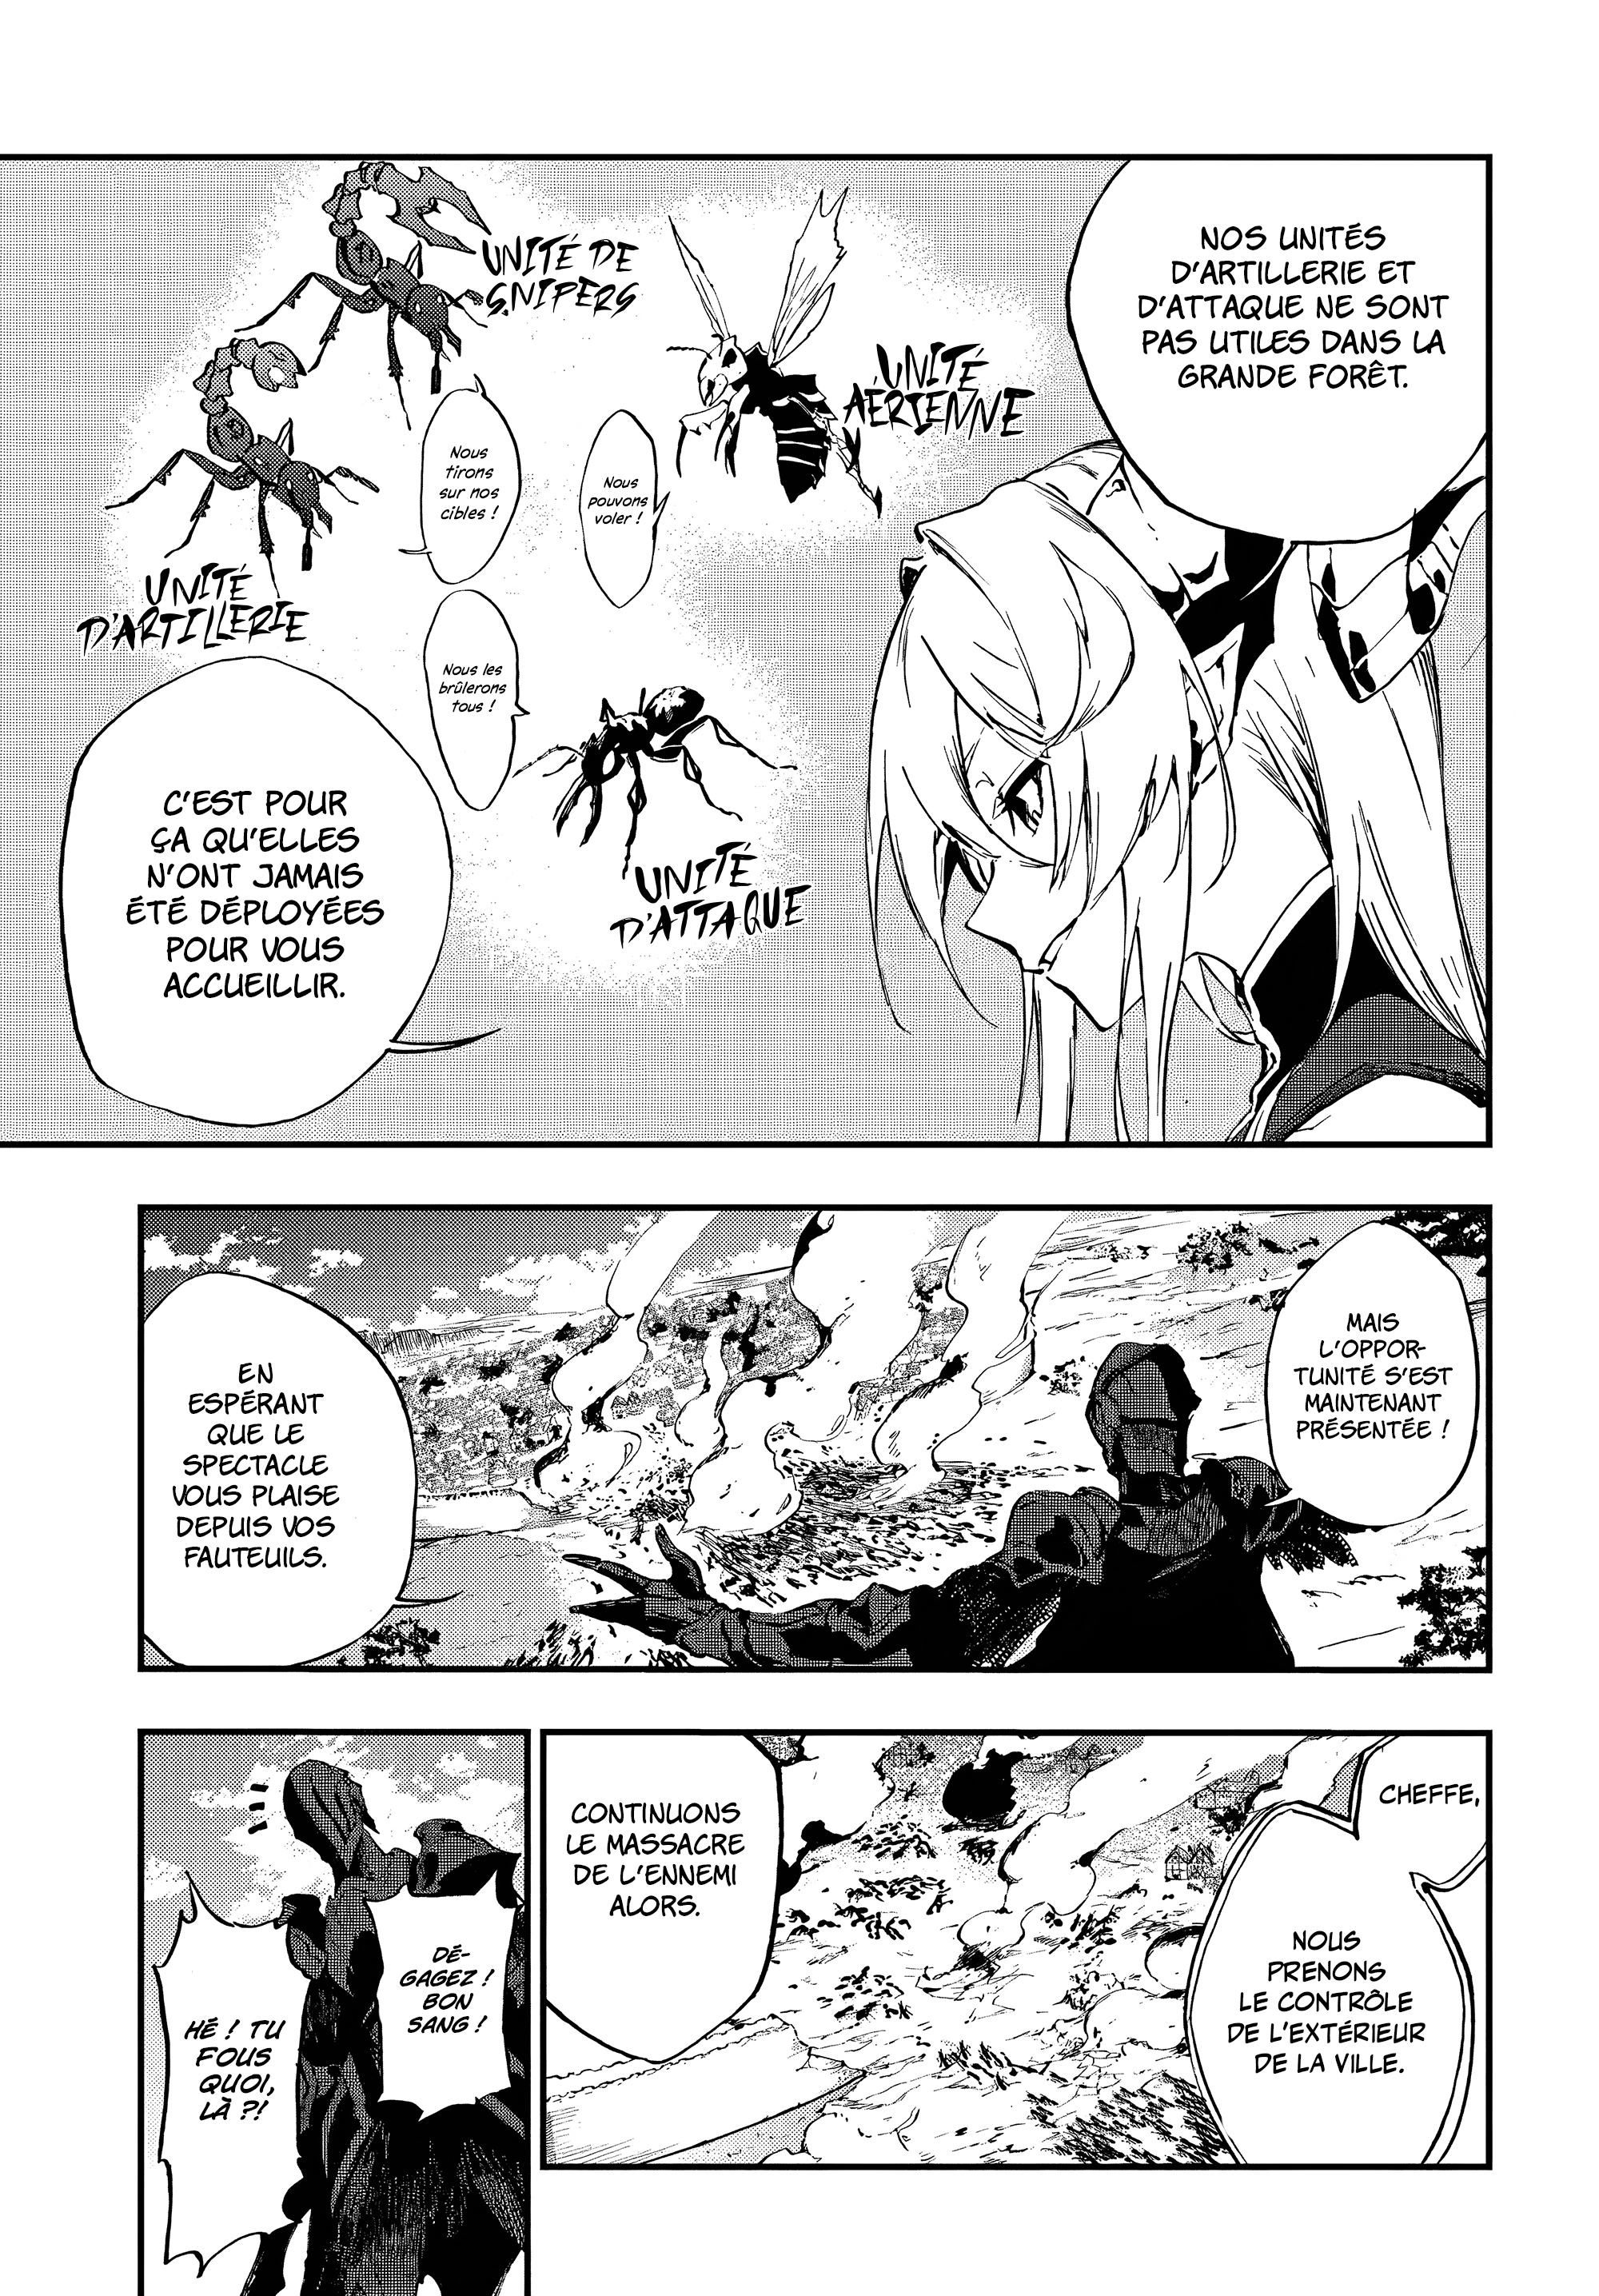 NOS UNITÉS
D'ARTILLERIE ET
D'ATTAQUE NE SONT
PAS UTILES DANS LA
GRANDE FORÊT.
UNITÉ
AÉRIENNE
Nous
pouvons
voler !
UNITÉ DE
SNIPERS
Nous
tirons
sur nos
cibles !
UNITÉ
D'ARTILLERIE
Nous les
brûlerons
tous !
UNITÉ
D'ATTAQUE
C'EST POUR
ÇA QU'ELLES
N'ONT JAMAIS
ÉTÉ DÉPLOYÉES
POUR VOUS
ACCUEILLIR.
MAIS
L'OPPOR-
TUNITÉ S'EST
MAINTENANT
PRÉSENTÉE !
EN
ESPÉRANT
QUE LE
SPECTACLE
VOUS PLAISE
DEPUIS VOS
FAUTEUILS.
CHEFFE,
NOUS
PRENONS
LE CONTRÔLE
DE L'EXTÉRIEUR
DE LA VILLE.
CONTINUONS
LE MASSACRE
DE L'ENNEMI
ALORS.
DÉ-
GAGEZ !
BON
SANG !
HÉ ! TU
FOUS
QUOI,
LÀ ?!